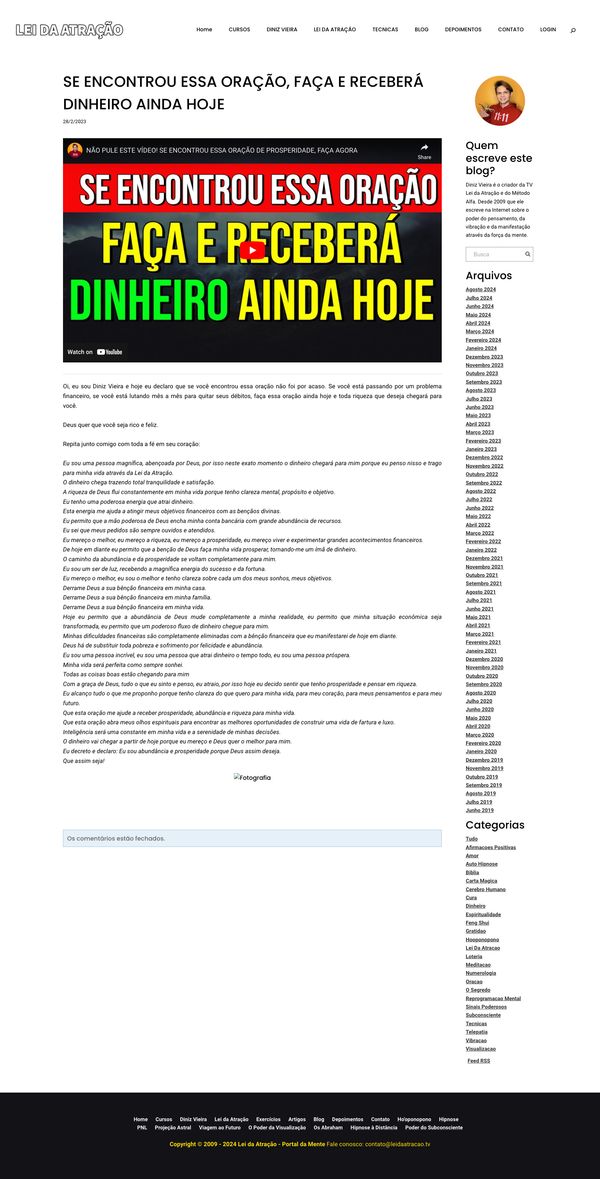 LEI DA ATRAÇÃO
Home CURSOS DINIZ VIEIRA LEI DA ATRAÇÃO TECNICAS BLOG DEPOIMENTOS CONTATO LOGIN
SE ENCONTROU ESSA ORAÇÃO, FAÇA E RECEBERÁ
DINHEIRO AINDA HOJE
28/2/2023
NÃO PULE ESTE VÍDEO! SE ENCONTROU ESSA ORAÇÃO DE PROSPERIDADE, FAÇA AGORA
Share
SE ENCONTROU ESSA ORAÇÃO
FAÇA E RECEBERÁ
DINHEIRO AINDA HOJE
Watch on YouTube
Oi, eu sou Diniz Vieira e hoje eu declaro que se você encontrou essa oração não foi por acaso. Se você está passando por um problema
financeiro, se você está lutando mês a mês para quitar seus débitos, faça essa oração ainda hoje e toda riqueza que deseja chegará para
você.
Deus quer que você seja rico e feliz.
Repita junto comigo com toda a fé em seu coração:
Eu sou uma pessoa magnífica, abençoada por Deus, por isso neste exato momento o dinheiro chegará para mim porque eu penso nisso e trago
para minha vida através da Lei da Atração.
O dinheiro chega trazendo total tranquilidade e satisfação.
A riqueza de Deus flui constantemente em minha vida porque tenho clareza mental, propósito e objetivo.
Eu tenho uma poderosa energia que atrai dinheiro.
Esta energia me ajuda a atingir meus objetivos financeiros com as bençãos divinas.
Eu permito que a mão poderosa de Deus encha minha conta bancária com grande abundância de recursos.
Eu sei que meus pedidos são sempre ouvidos e atendidos.
Eu mereço o melhor, eu mereço a riqueza, eu mereço a prosperidade, eu mereço viver e experimentar grandes acontecimentos financeiros.
De hoje em diante eu permito que a benção de Deus faça minha vida prosperar, tornando-me um ímã de dinheiro.
O caminho da abundância e da prosperidade se voltam completamente para mim.
Eu sou um ser de luz, recebendo a magnífica energia do sucesso e da fortuna.
Eu mereço o melhor, eu sou o melhor e tenho clareza sobre cada um dos meus sonhos, meus objetivos.
Derrame Deus a sua bênção financeira em minha casa.
Derrame Deus a sua bênção financeira em minha família.
Derrame Deus a sua bênção financeira em minha vida.
Hoje eu permito que a abundância de Deus mude completamente a minha realidade, eu permito que minha situação econômica seja
transformada, eu permito que um poderoso fluxo de dinheiro chegue para mim.
Minhas dificuldades financeiras são completamente eliminadas com a bênção financeira que eu manifestarei de hoje em diante.
Deus há de substituir toda pobreza e sofrimento por felicidade e abundância.
Eu sou uma pessoa incrível, eu sou uma pessoa que atrai dinheiro o tempo todo, eu sou uma pessoa próspera.
Minha vida será perfeita como sempre sonhei.
Todas as coisas boas estão chegando para mim
Com a graça de Deus, tudo o que eu sinto e penso, eu atraio, por isso hoje eu decido sentir que tenho prosperidade e pensar em riqueza.
Eu alcanço tudo o que me proponho porque tenho clareza do que quero para minha vida, para meu coração, para meus pensamentos e para meu
futuro.
Que esta oração me ajude a receber prosperidade, abundância e riqueza para minha vida.
Que esta oração abra meus olhos espirituais para encontrar as melhores oportunidades de construir uma vida de fartura e luxo.
Inteligência será uma constante em minha vida e a serenidade de minhas decisões.
O dinheiro vai chegar a partir de hoje porque eu mereço e Deus quer o melhor para mim.
Eu decreto e declaro: Eu sou abundância e prosperidade porque Deus assim deseja.
Que assim seja!
Fotografia
Os comentários estão fechados.
11:11
Quem
escreve este
blog?
Diniz Vieira é o criador da TV
Lei da Atração e do Método
Alfa. Desde 2009 que ele
escreve na Internet sobre o
poder do pensamento, da
vibração e da manifestação
através da força da mente.
Busca
Arquivos
Agosto 2024
Julho 2024
Junho 2024
Maio 2024
Abril 2024
Março 2024
Fevereiro 2024
Janeiro 2024
Dezembro 2023
Novembro 2023
Outubro 2023
Setembro 2023
Agosto 2023
Julho 2023
Junho 2023
Maio 2023
Abril 2023
Março 2023
Fevereiro 2023
Janeiro 2023
Dezembro 2022
Novembro 2022
Outubro 2022
Setembro 2022
Agosto 2022
Julho 2022
Junho 2022
Maio 2022
Abril 2022
Março 2022
Fevereiro 2022
Janeiro 2022
Dezembro 2021
Novembro 2021
Outubro 2021
Setembro 2021
Agosto 2021
Julho 2021
Junho 2021
Maio 2021
Abril 2021
Março 2021
Fevereiro 2021
Janeiro 2021
Dezembro 2020
Novembro 2020
Outubro 2020
Setembro 2020
Agosto 2020
Julho 2020
Junho 2020
Maio 2020
Abril 2020
Março 2020
Fevereiro 2020
Janeiro 2020
Dezembro 2019
Novembro 2019
Outubro 2019
Setembro 2019
Agosto 2019
Julho 2019
Junho 2019
Categorias
Tudo
Afirmacoes Positivas
Amor
Auto Hipnose
Bíblia
Carta Magica
Cerebro Humano
Cura
Dinheiro
Espiritualidade
Feng Shui
Gratidao
Hooponopono
Lei Da Atracao
Loteria
Meditacao
Numerologia
Oracao
O Segredo
Reprogramacao Mental
Sinais Poderosos
Subconsciente
Tecnicas
Telepatia
Vibracao
Visualizacao
Feed RSS
Home Cursos Diniz Vieira Lei da Atração Exercícios Artigos Blog Depoimentos Contato Ho'oponopono Hipnose
PNL Projeção Astral Viagem ao Futuro O Poder da Visualização Os Abraham Hipnose à Distância Poder do Subconsciente
Copyright © 2009 - 2024 Lei da Atração - Portal da Mente Fale conosco: contato@leidaatracao.tv